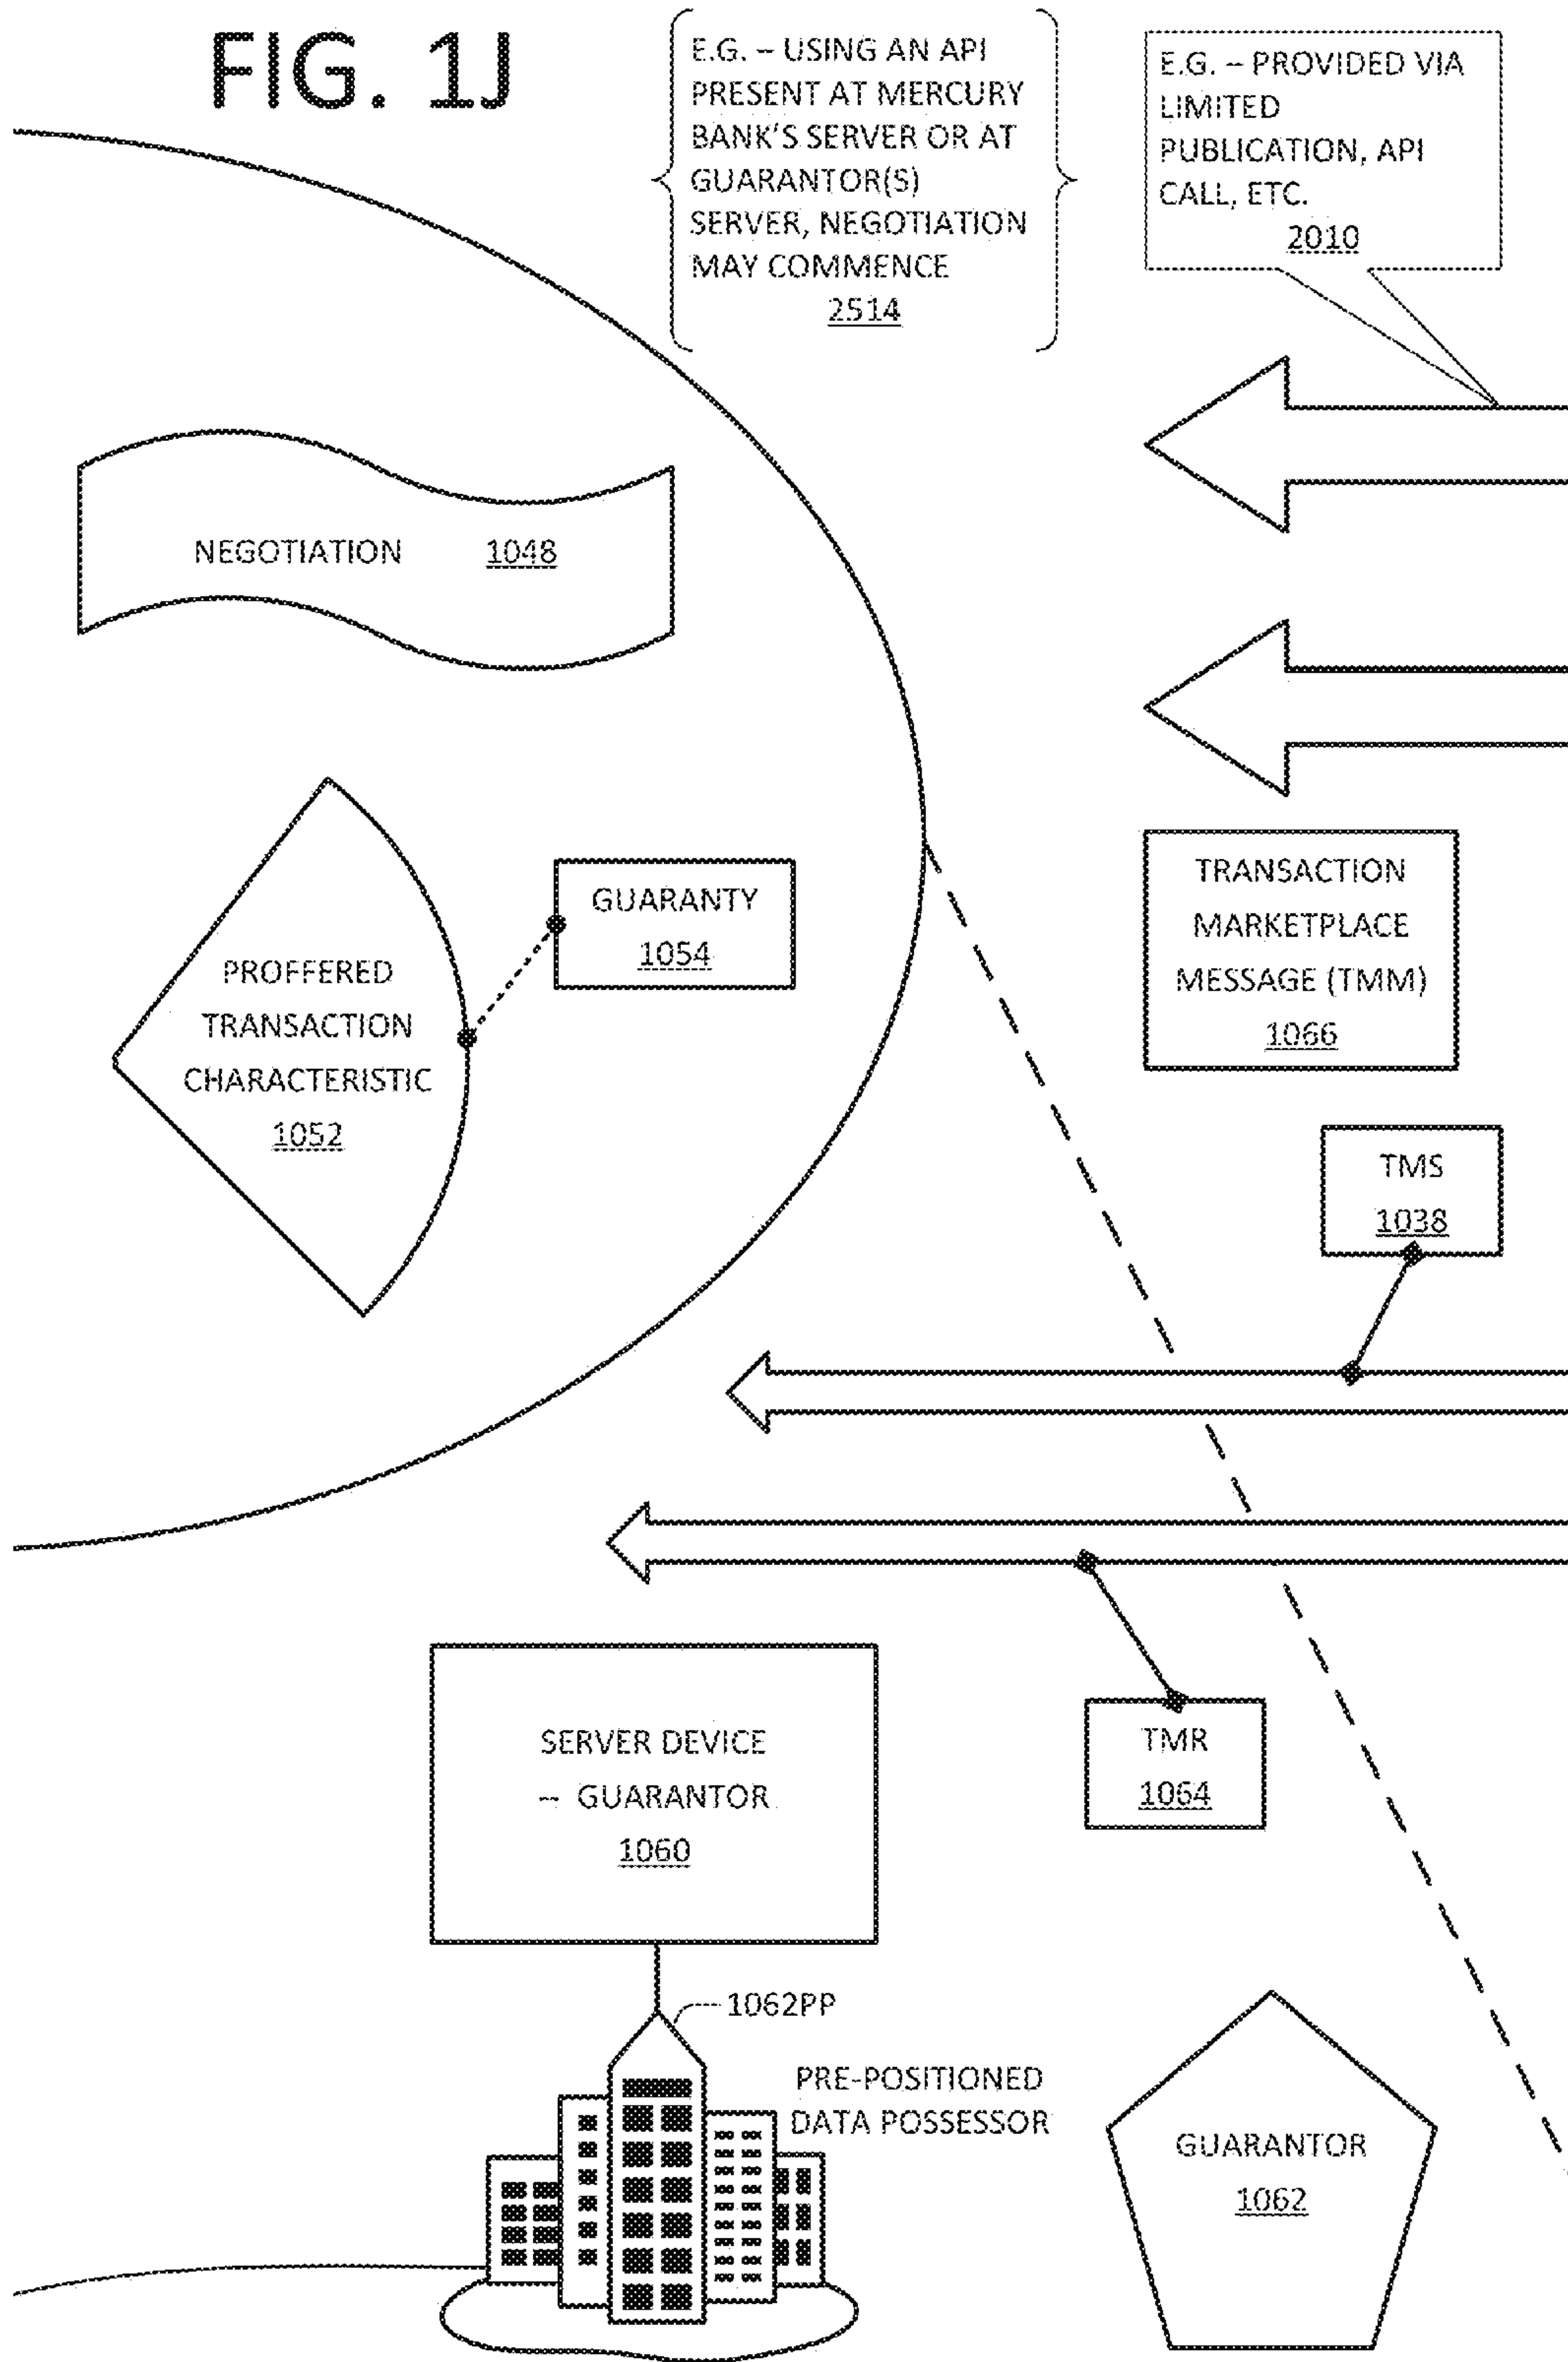 FIG. 1J
E.G. – USING AN API
PRESENT AT MERCURY
BANK'S SERVER OR AT
GUARANTOR(S)
SERVER, NEGOTIATION
MAY COMMENCE
2514
E.G. – PROVIDED VIA
LIMITED
PUBLICATION, API
CALL, ETC.
2010
NEGOTIATION 1048
GUARANTY
1054
PROFFERED
TRANSACTION
CHARACTERISTIC
1052
TRANSACTION
MARKETPLACE
MESSAGE (TMM)
1066
TMS
1038
SERVER DEVICE
– GUARANTOR
1060
TMR
1064
1062PP
PRE-POSITIONED
DATA POSSESSOR
GUARANTOR
1062